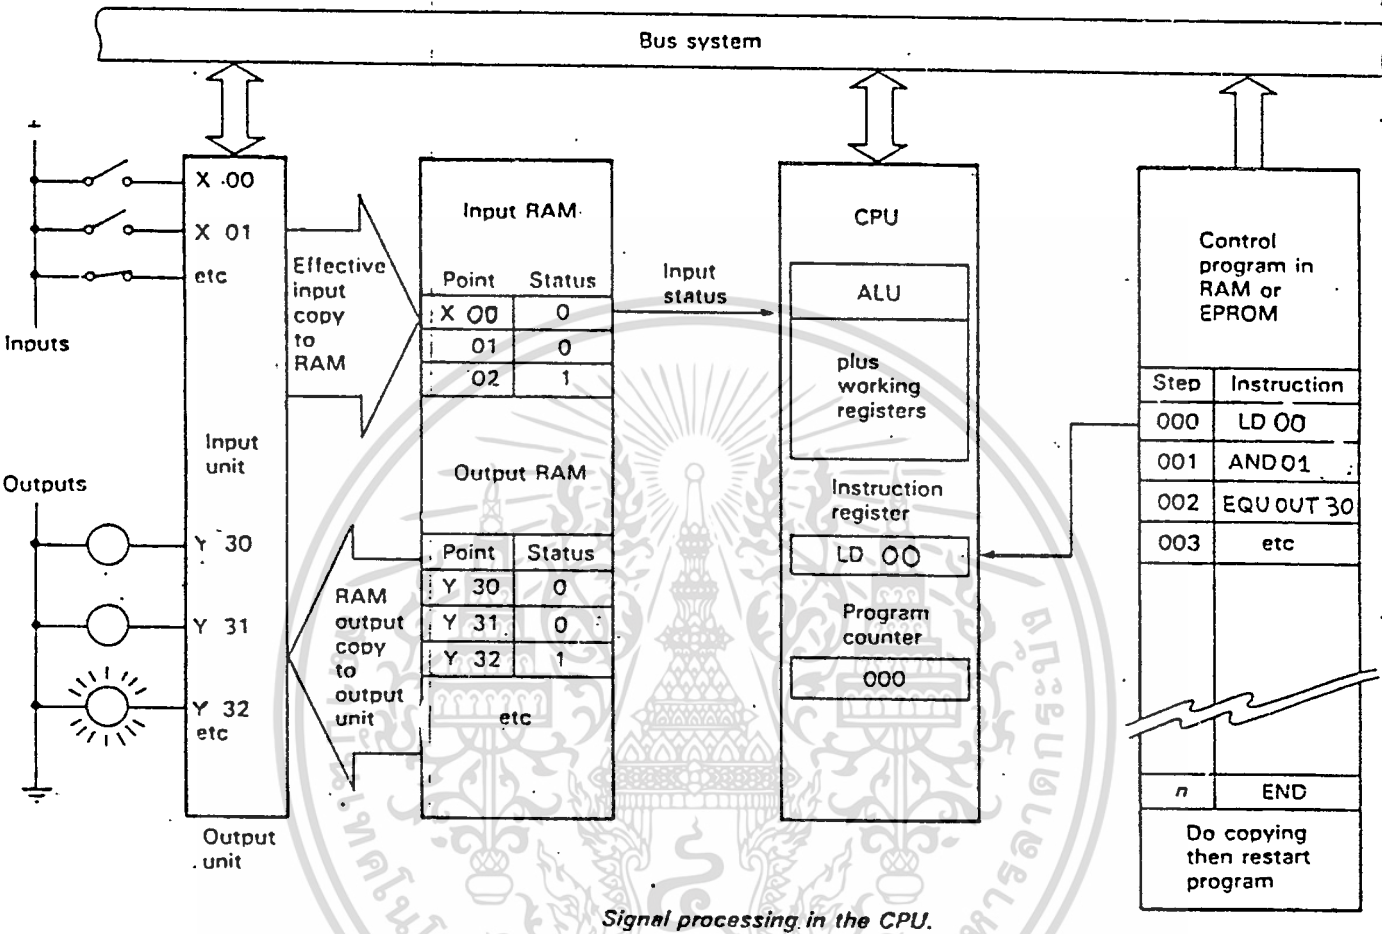 Bus system
+
X 00
X 01
etc
Inputs
Effective
input
copy
to
RAM
Input
unit
Outputs
Y 30
Y 31
Y 32
etc
Output
unit
RAM
output
copy
to
output
unit
Input RAM
Point Status
X 00 0
01 0
02 1
Output RAM
Point Status
Y 30 0
Y 31 0
Y 32 1
etc
Input
status
CPU
ALU
plus
working
registers
Instruction
register
LD 00
Program
counter
000
Control
program in
RAM or
EPROM
Step Instruction
000 LD 00
001 AND 01
002 EQU OUT 30
003 etc
n END
Do copying
then restart
program
Signal processing in the CPU.